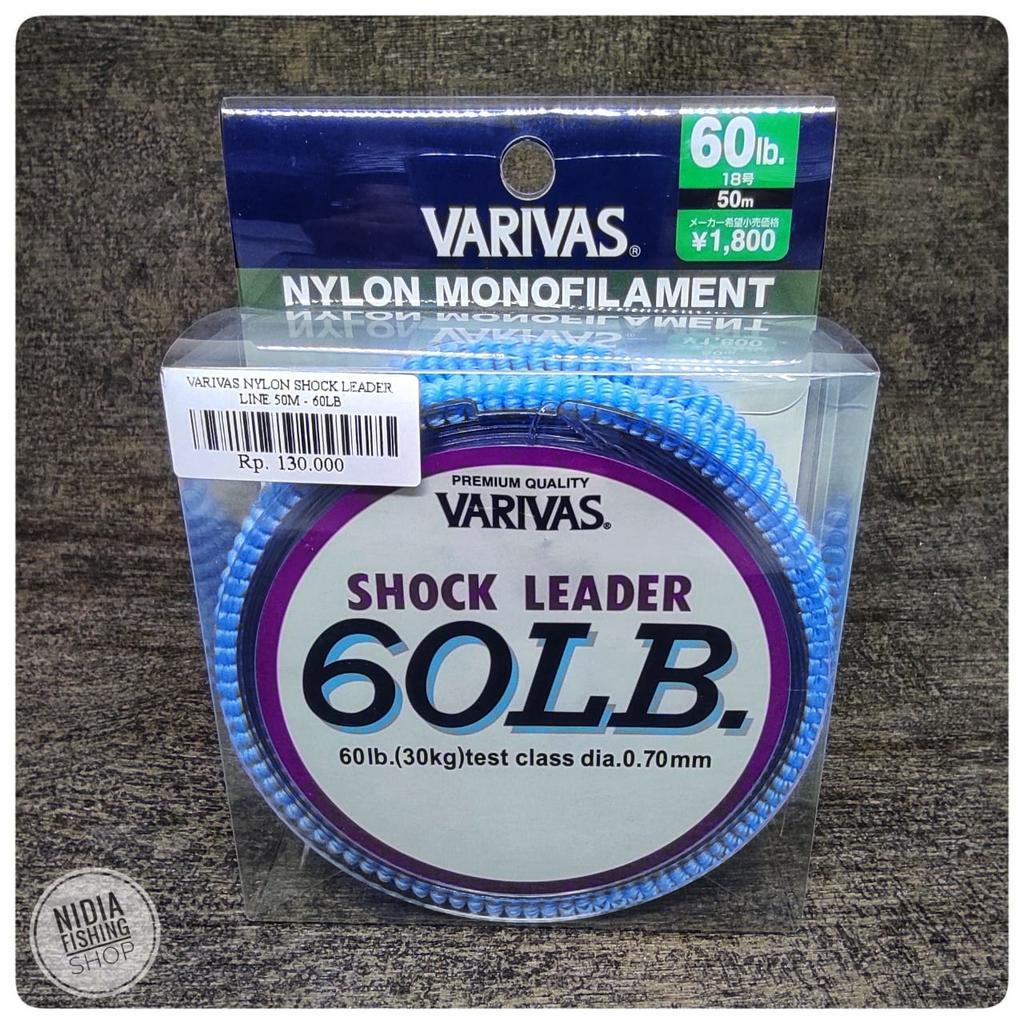 60lb.
18号
50m
メーカー希望小売価格
¥1,800
VARIVAS®
NYLON MONOFILAMENT
VARIVAS NYLON SHOCK LEADER
LINE 50M - 60LB
Rp. 130.000
PREMIUM QUALITY
VARIVAS®
SHOCK LEADER
60LB.
60lb.(30kg)test class dia.0.70mm
NIDIA
FISHING
SHOP